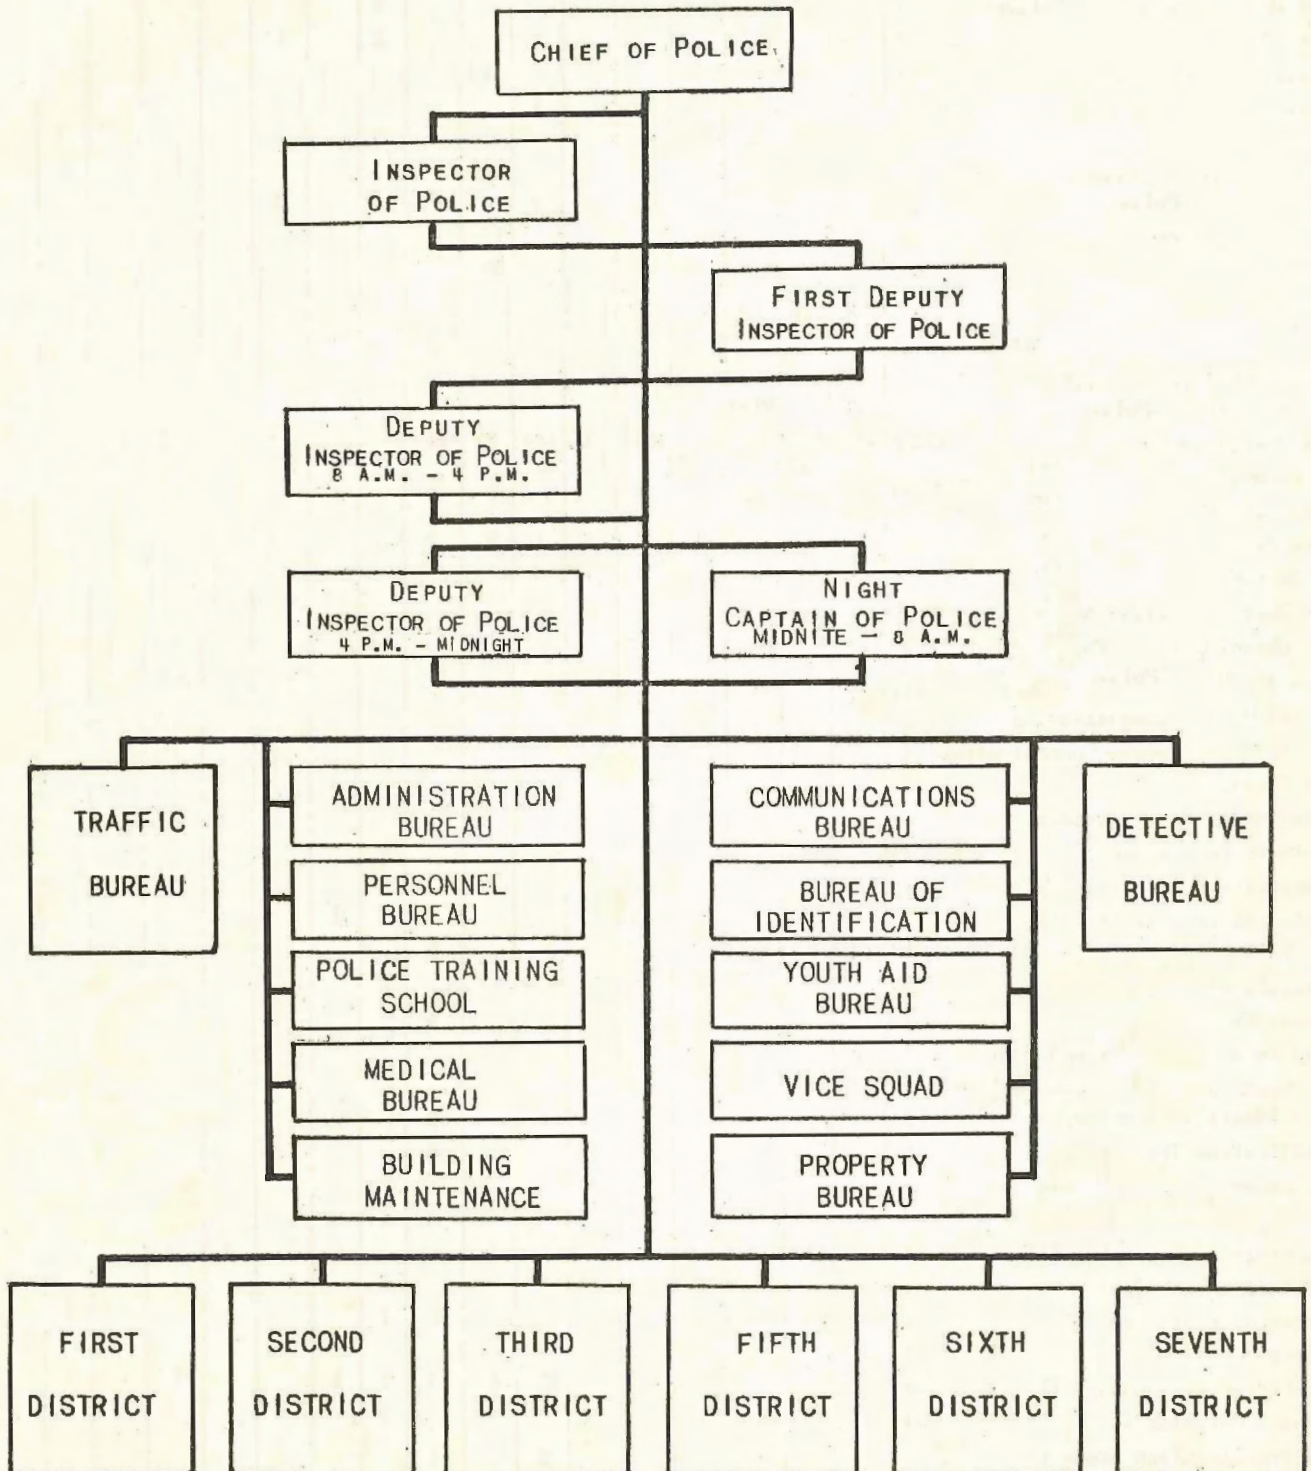 CHIEF OF POLICE
INSPECTOR
OF POLICE
FIRST DEPUTY
INSPECTOR OF POLICE
DEPUTY
INSPECTOR OF POLICE
8 A.M. - 4 P.M.
DEPUTY
INSPECTOR OF POLICE
4 P.M. - MIDNIGHT
NIGHT
CAPTAIN OF POLICE
MIDNITE - 8 A.M.
TRAFFIC
BUREAU
ADMINISTRATION
BUREAU
PERSONNEL
BUREAU
POLICE TRAINING
SCHOOL
MEDICAL
BUREAU
BUILDING
MAINTENANCE
COMMUNICATIONS
BUREAU
BUREAU OF
IDENTIFICATION
YOUTH AID
BUREAU
VICE SQUAD
PROPERTY
BUREAU
DETECTIVE
BUREAU
FIRST
DISTRICT
SECOND
DISTRICT
THIRD
DISTRICT
FIFTH
DISTRICT
SIXTH
DISTRICT
SEVENTH
DISTRICT